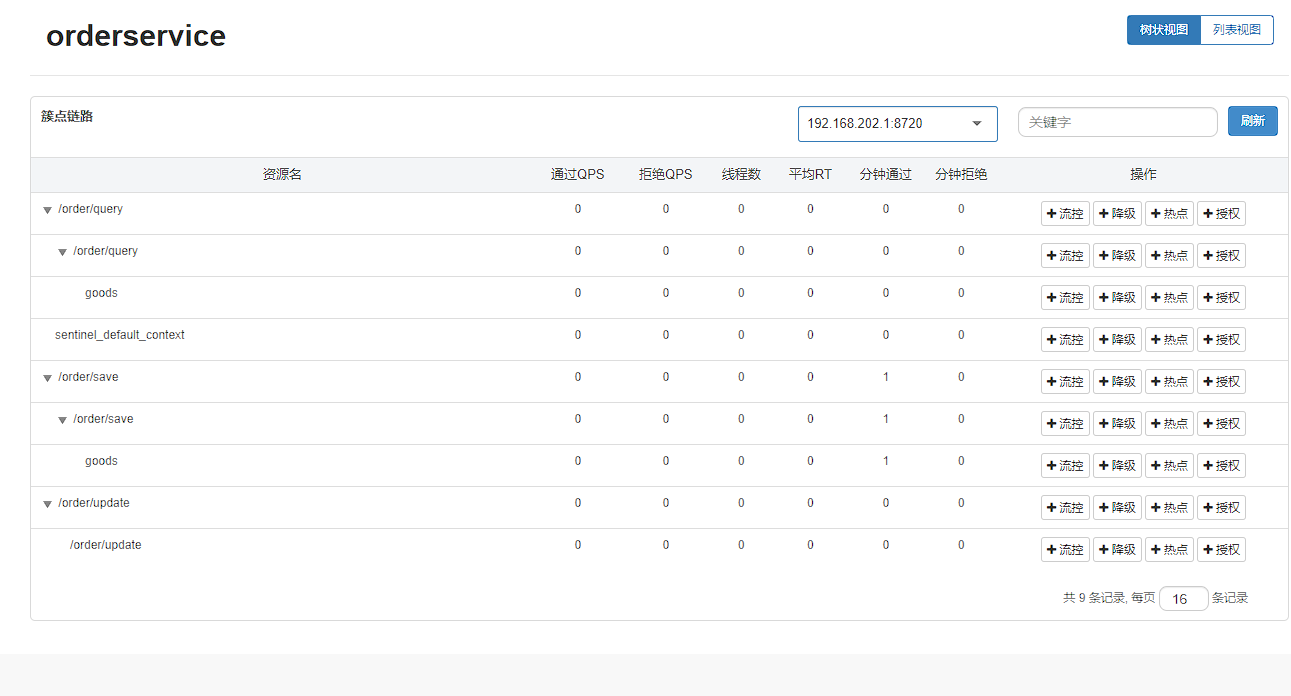 orderservice
树状视图 列表视图
簇点链路 192.168.202.1:8720 关键字 刷新
资源名 通过QPS 拒绝QPS 线程数 平均RT 分钟通过 分钟拒绝 操作
/order/query 0 0 0 0 0 0 +流控 +降级 +热点 +授权
/order/query 0 0 0 0 0 0 +流控 +降级 +热点 +授权
goods 0 0 0 0 0 0 +流控 +降级 +热点 +授权
sentinel_default_context 0 0 0 0 0 0 +流控 +降级 +热点 +授权
/order/save 0 0 0 0 1 0 +流控 +降级 +热点 +授权
/order/save 0 0 0 0 1 0 +流控 +降级 +热点 +授权
goods 0 0 0 0 1 0 +流控 +降级 +热点 +授权
/order/update 0 0 0 0 0 0 +流控 +降级 +热点 +授权
/order/update 0 0 0 0 0 0 +流控 +降级 +热点 +授权
共 9 条记录, 每页 16 条记录